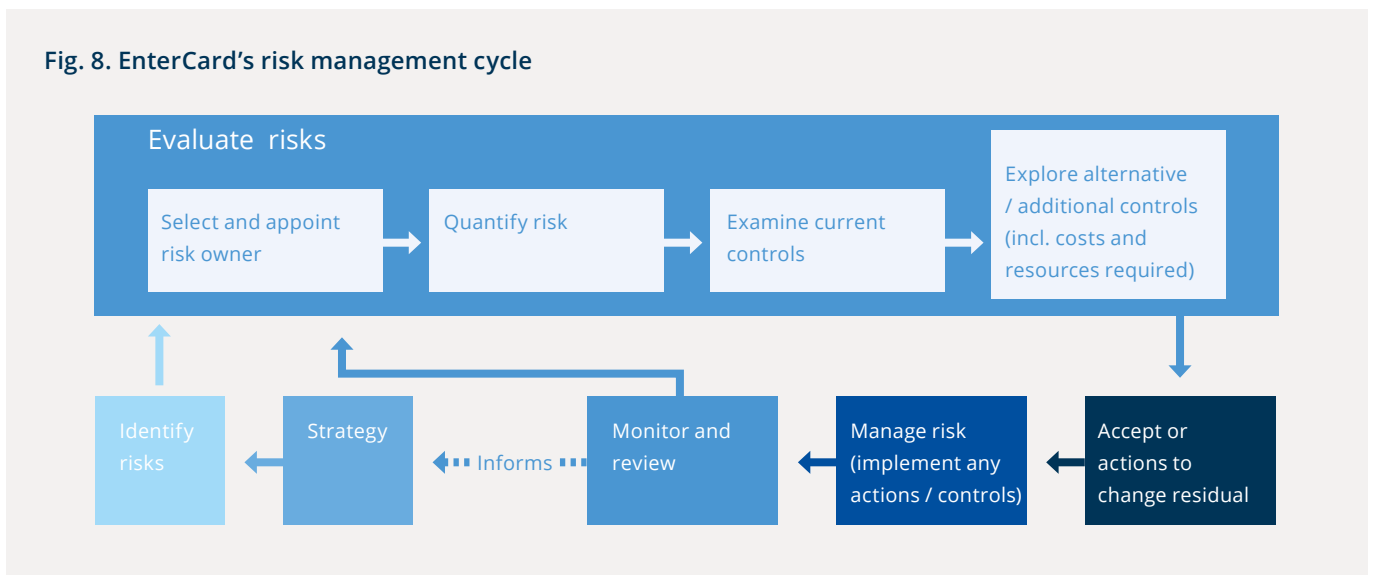 Fig. 8. EnterCard’s risk management cycle
Evaluate risks
Select and appoint
risk owner
Quantify risk
Examine current
controls
Explore alternative
/ additional controls
(incl. costs and
resources required)
Identify
risks
Strategy
Informs
Monitor and
review
Manage risk
(implement any
actions / controls)
Accept or
actions to
change residual